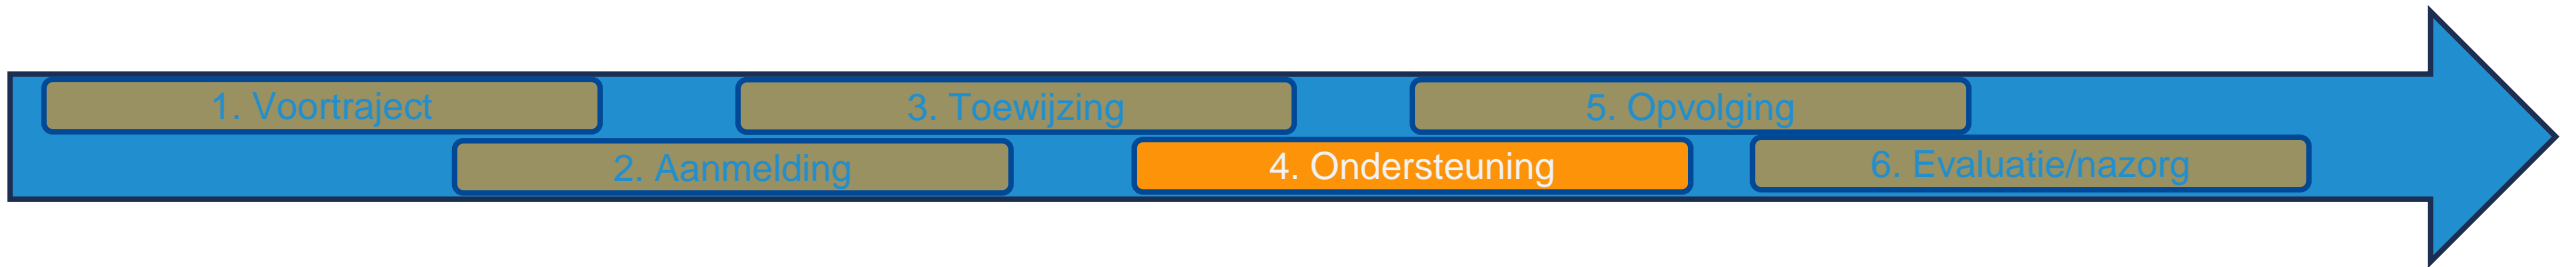 1. Voortraject
2. Aanmelding
3. Toewijzing
4. Ondersteuning
5. Opvolging
6. Evaluatie/nazorg